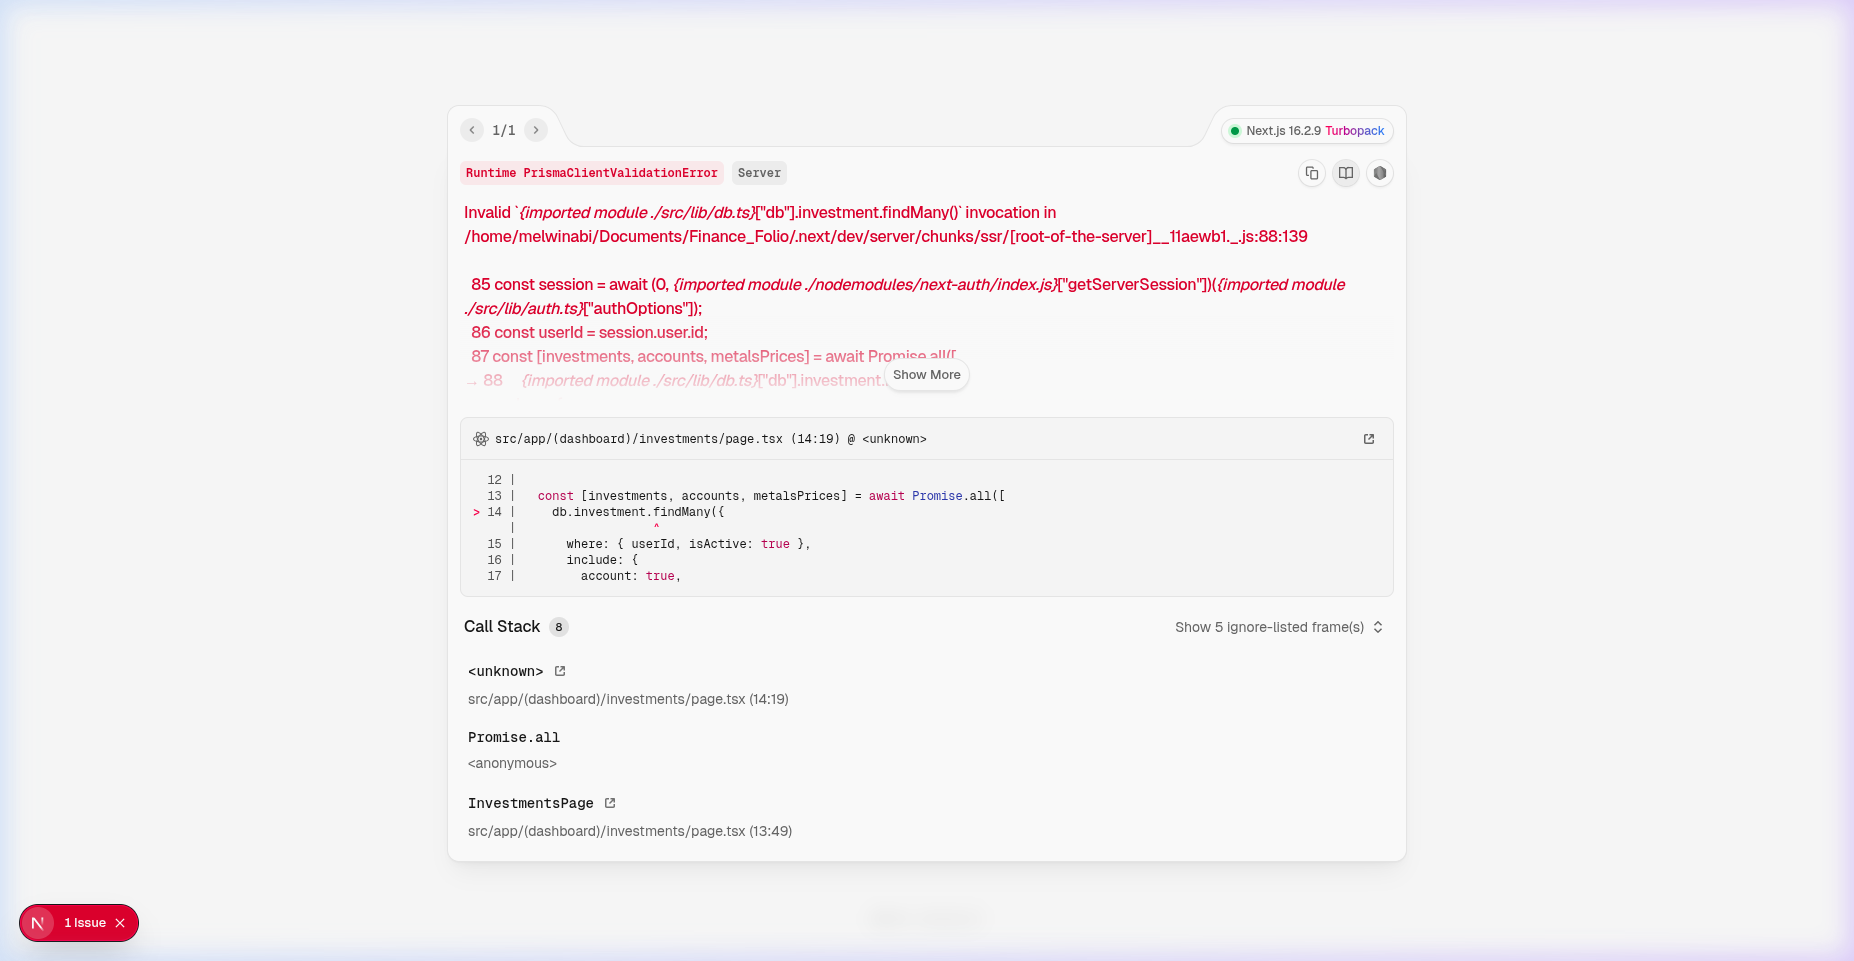 1/1
Next.js 16.2.9 Turbopack
Runtime PrismaClientValidationError Server
Invalid `{imported module ./src/lib/db.ts}["db"].investment.findMany()` invocation in
/home/melwinabi/Documents/Finance_Folio/.next/dev/server/chunks/ssr/[root-of-the-server]__11aewb1._.js:88:139
85 const session = await (0, {imported module ./nodemodules/next-auth/index.js}["getServerSession"])({imported module
./src/lib/auth.ts}["authOptions"]);
86 const userId = session.user.id;
87 const [investments, accounts, metalsPrices] = await Promise.all([
→ 88 {imported module ./src/lib/db.ts}["db"].investment.
Show More
src/app/(dashboard)/investments/page.tsx (14:19) @ <unknown>
12 |
13 | const [investments, accounts, metalsPrices] = await Promise.all([
> 14 | db.investment.findMany({
| ^
15 | where: { userId, isActive: true },
16 | include: {
17 | account: true,
Call Stack 8
Show 5 ignore-listed frame(s)
<unknown>
src/app/(dashboard)/investments/page.tsx (14:19)
Promise.all
<anonymous>
InvestmentsPage
src/app/(dashboard)/investments/page.tsx (13:49)
N 1 Issue